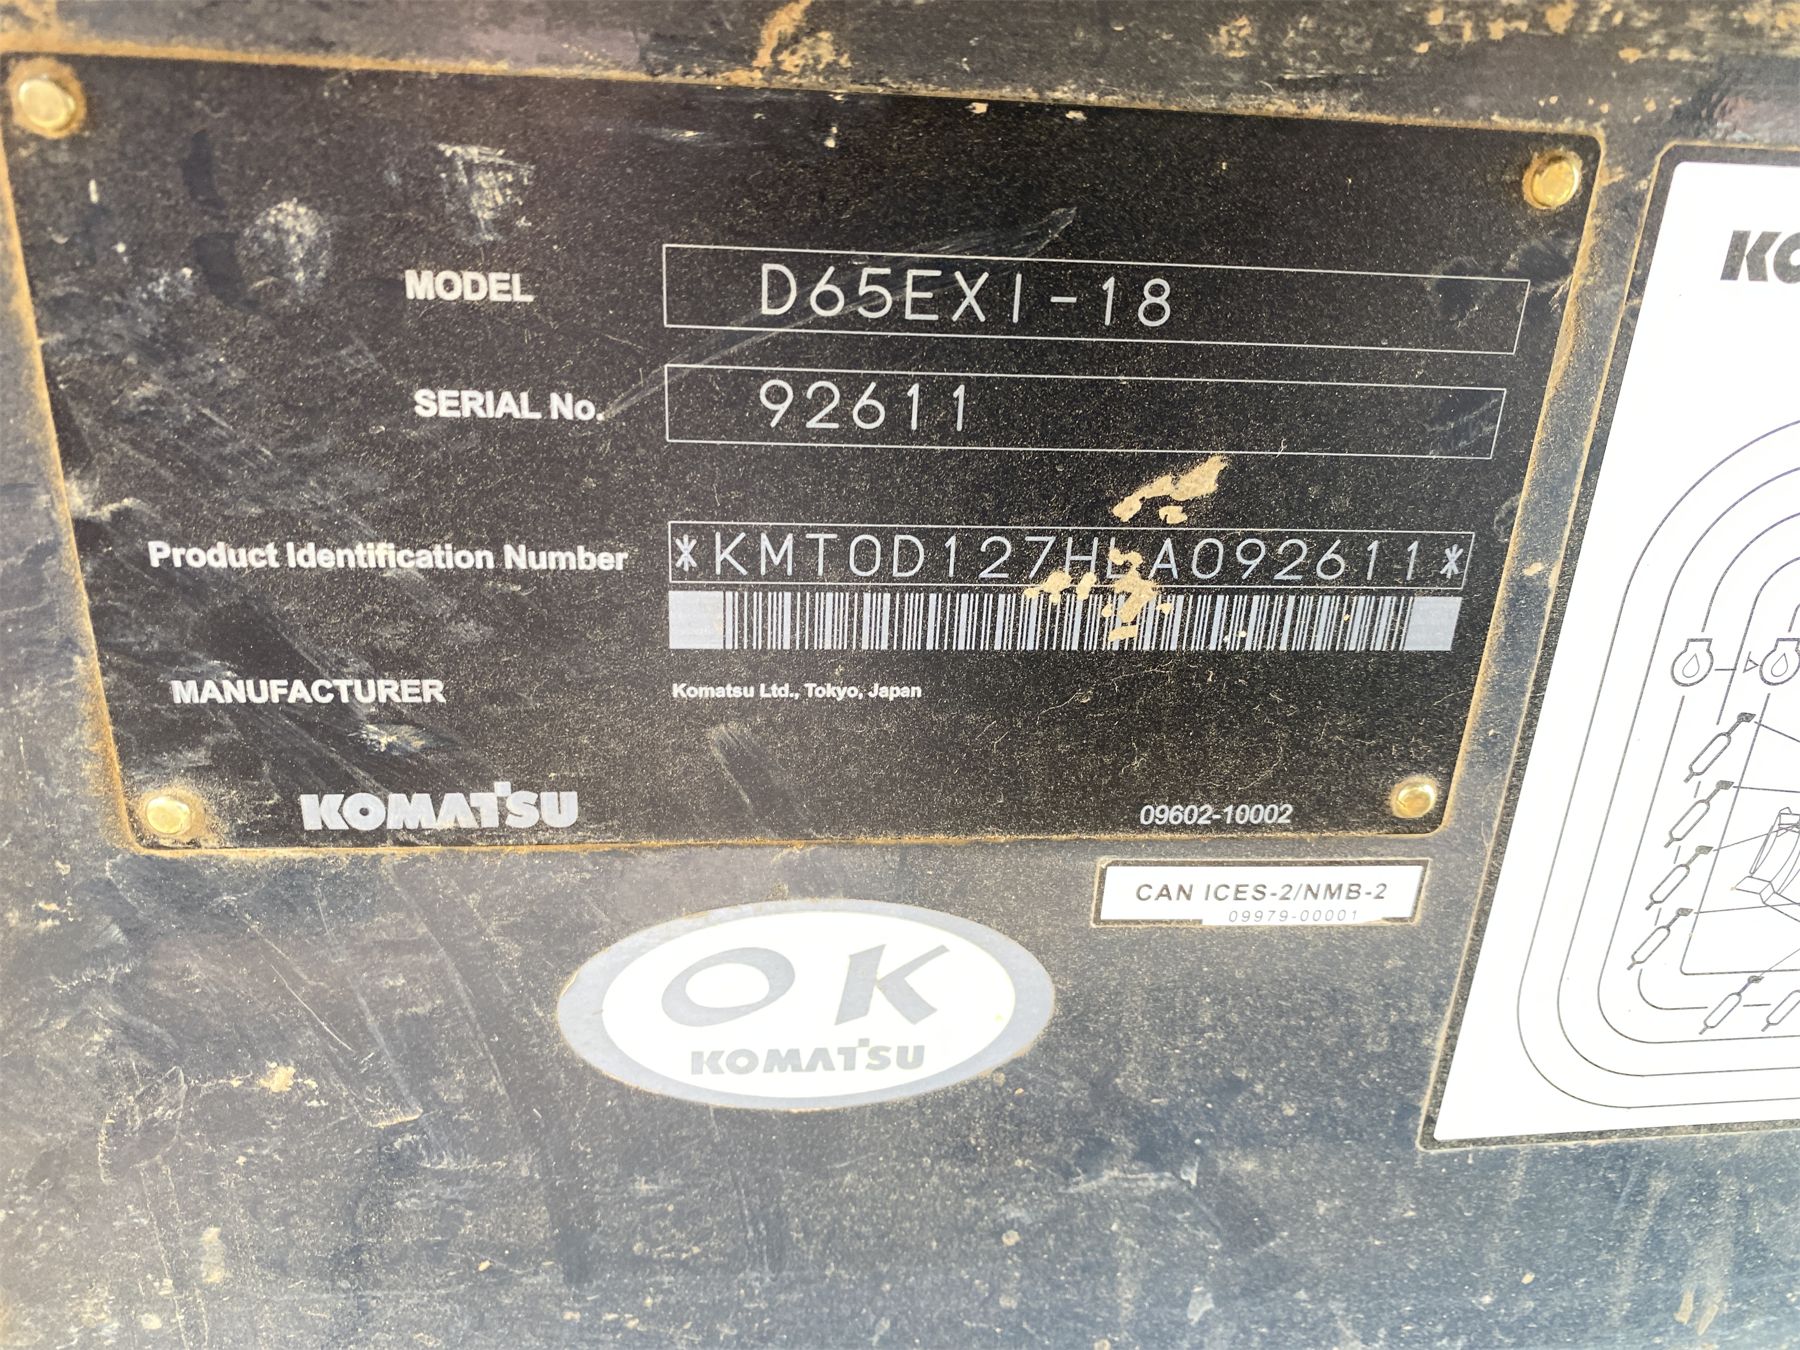 MODEL D65EXI-18
SERIAL No. 92611
Product Identification Number *KMT0D127HLA092611*
MANUFACTURER Komatsu Ltd., Tokyo, Japan
KOMATSU 09602-10002
CAN ICES-2/NMB-2
09979-00001
OK
KOMATSU
KO